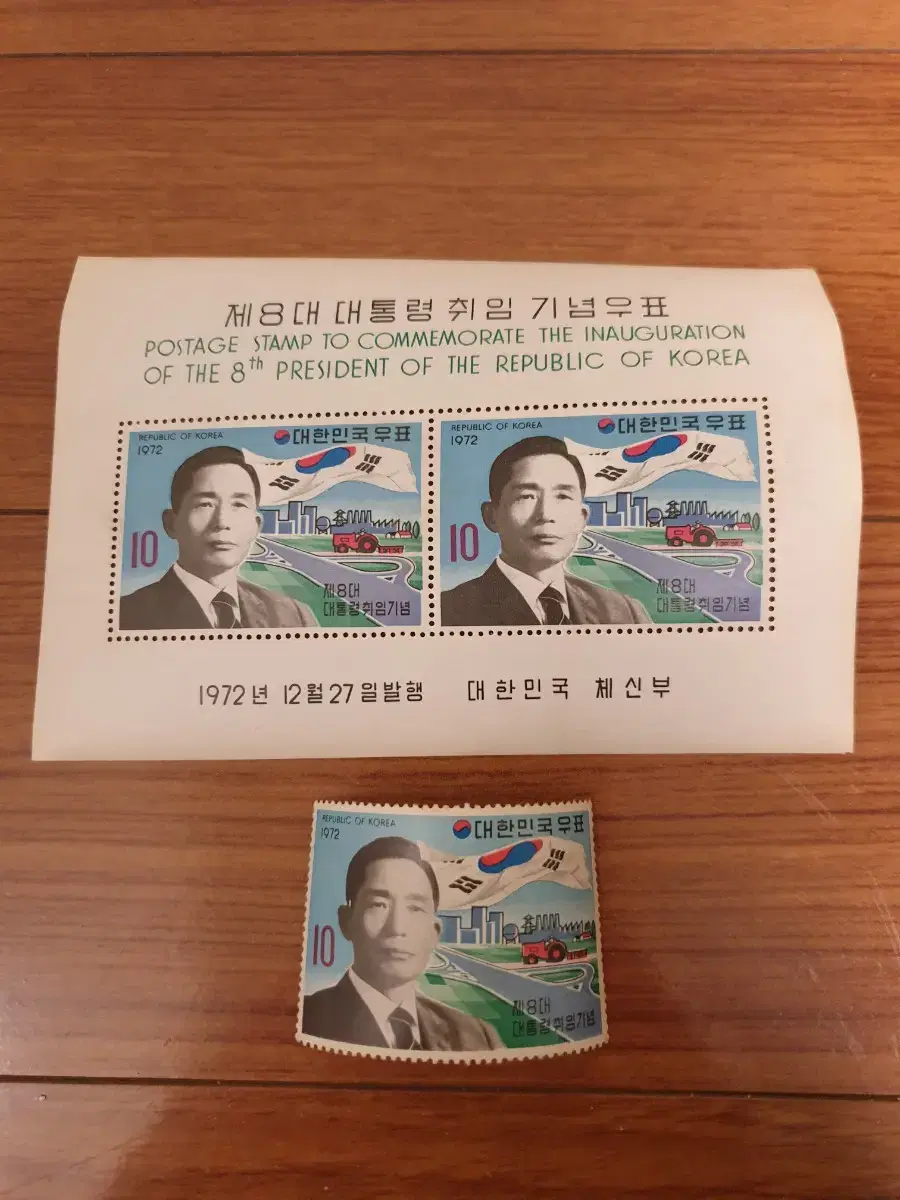 제8대 대통령 취임 기념우표
POSTAGE STAMP TO COMMEMORATE THE INAUGURATION
OF THE 8th PRESIDENT OF THE REPUBLIC OF KOREA
REPUBLIC OF KOREA
1972
대한민국우표
10
제8대
대통령취임기념
REPUBLIC OF KOREA
1972
대한민국우표
10
제8대
대통령취임기념
1972년 12월 27일발행 대한민국 체신부
REPUBLIC OF KOREA
1972
대한민국우표
10
제8대
대통령취임기념